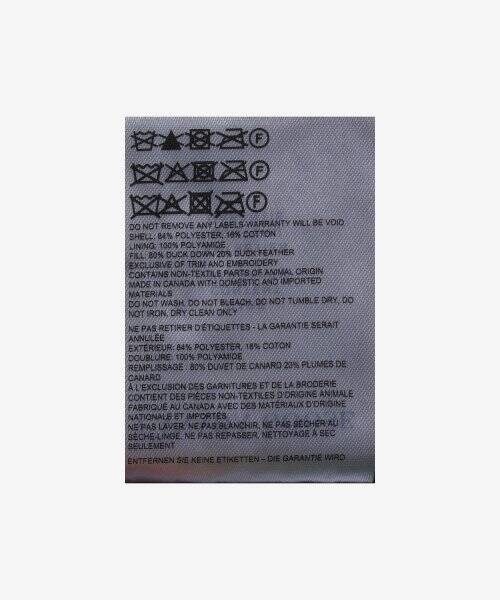 F
F
F
DO NOT REMOVE ANY LABELS-WARRANTY WILL BE VOID
SHELL: 84% POLYESTER, 16% COTTON
LINING: 100% POLYAMIDE
FILL: 80% DUCK DOWN 20% DUCK FEATHER
EXCLUSIVE OF TRIM AND EMBROIDERY
CONTAINS NON-TEXTILE PARTS OF ANIMAL ORIGIN
MADE IN CANADA WITH DOMESTIC AND IMPORTED
MATERIALS
DO NOT WASH, DO NOT BLEACH, DO NOT TUMBLE DRY, DO
NOT IRON, DRY CLEAN ONLY
NE PAS RETIRER D'ÉTIQUETTES - LA GARANTIE SERAIT
ANNULÉE
EXTÉRIEUR: 84% POLYESTER, 16% COTON
DOUBLURE: 100% POLYAMIDE
REMPLISSAGE : 80% DUVET DE CANARD 20% PLUMES DE
CANARD
À L'EXCLUSION DES GARNITURES ET DE LA BRODERIE
CONTIENT DES PIÈCES NON-TEXTILES D'ORIGINE ANIMALE
FABRIQUÉ AU CANADA AVEC DES MATÉRIAUX D'ORIGINE
NATIONALE ET IMPORTÉS
NE PAS LAVER, NE PAS BLANCHIR, NE PAS SÉCHER AU
SÈCHE-LINGE, NE PAS REPASSER, NETTOYAGE À SEC
SEULEMENT
ENTFERNEN SIE KEINE ETIKETTEN – DIE GARANTIE WIRD